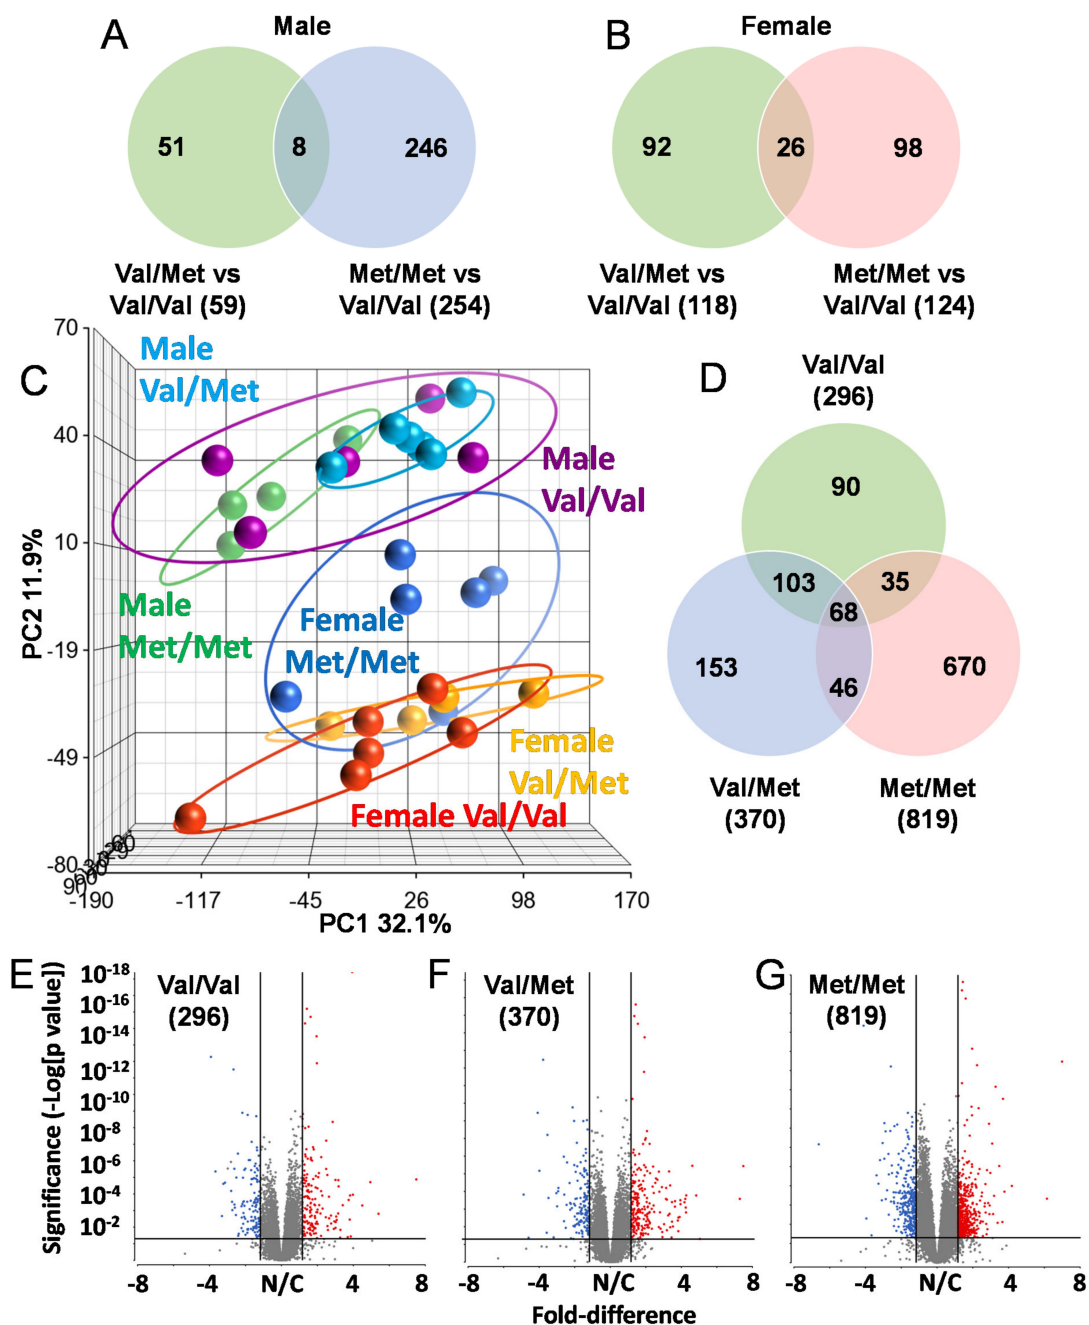 A
Male
51
8
246
Val/Met vs
Val/Val (59)
Met/Met vs
Val/Val (254)
B
Female
92
26
98
Val/Met vs
Val/Val (118)
Met/Met vs
Val/Val (124)
C
PC2 11.9%
70
40
10
-19
-49
-80
90
-190
-117
-45
26
98
170
PC1 32.1%
Male
Val/Met
Male
Val/Val
Male
Met/Met
Female
Met/Met
Female
Val/Met
Female Val/Val
D
Val/Val
(296)
90
103
35
68
153
46
670
Val/Met
(370)
Met/Met
(819)
E
Significance (-Log[p value])
10-18
10-16
10-14
10-12
10-10
10-8
10-6
10-4
10-2
Val/Val
(296)
-8
-4
N/C
4
8
F
Val/Met
(370)
-8
-4
N/C
4
8
G
Met/Met
(819)
-8
-4
N/C
4
8
Fold-difference